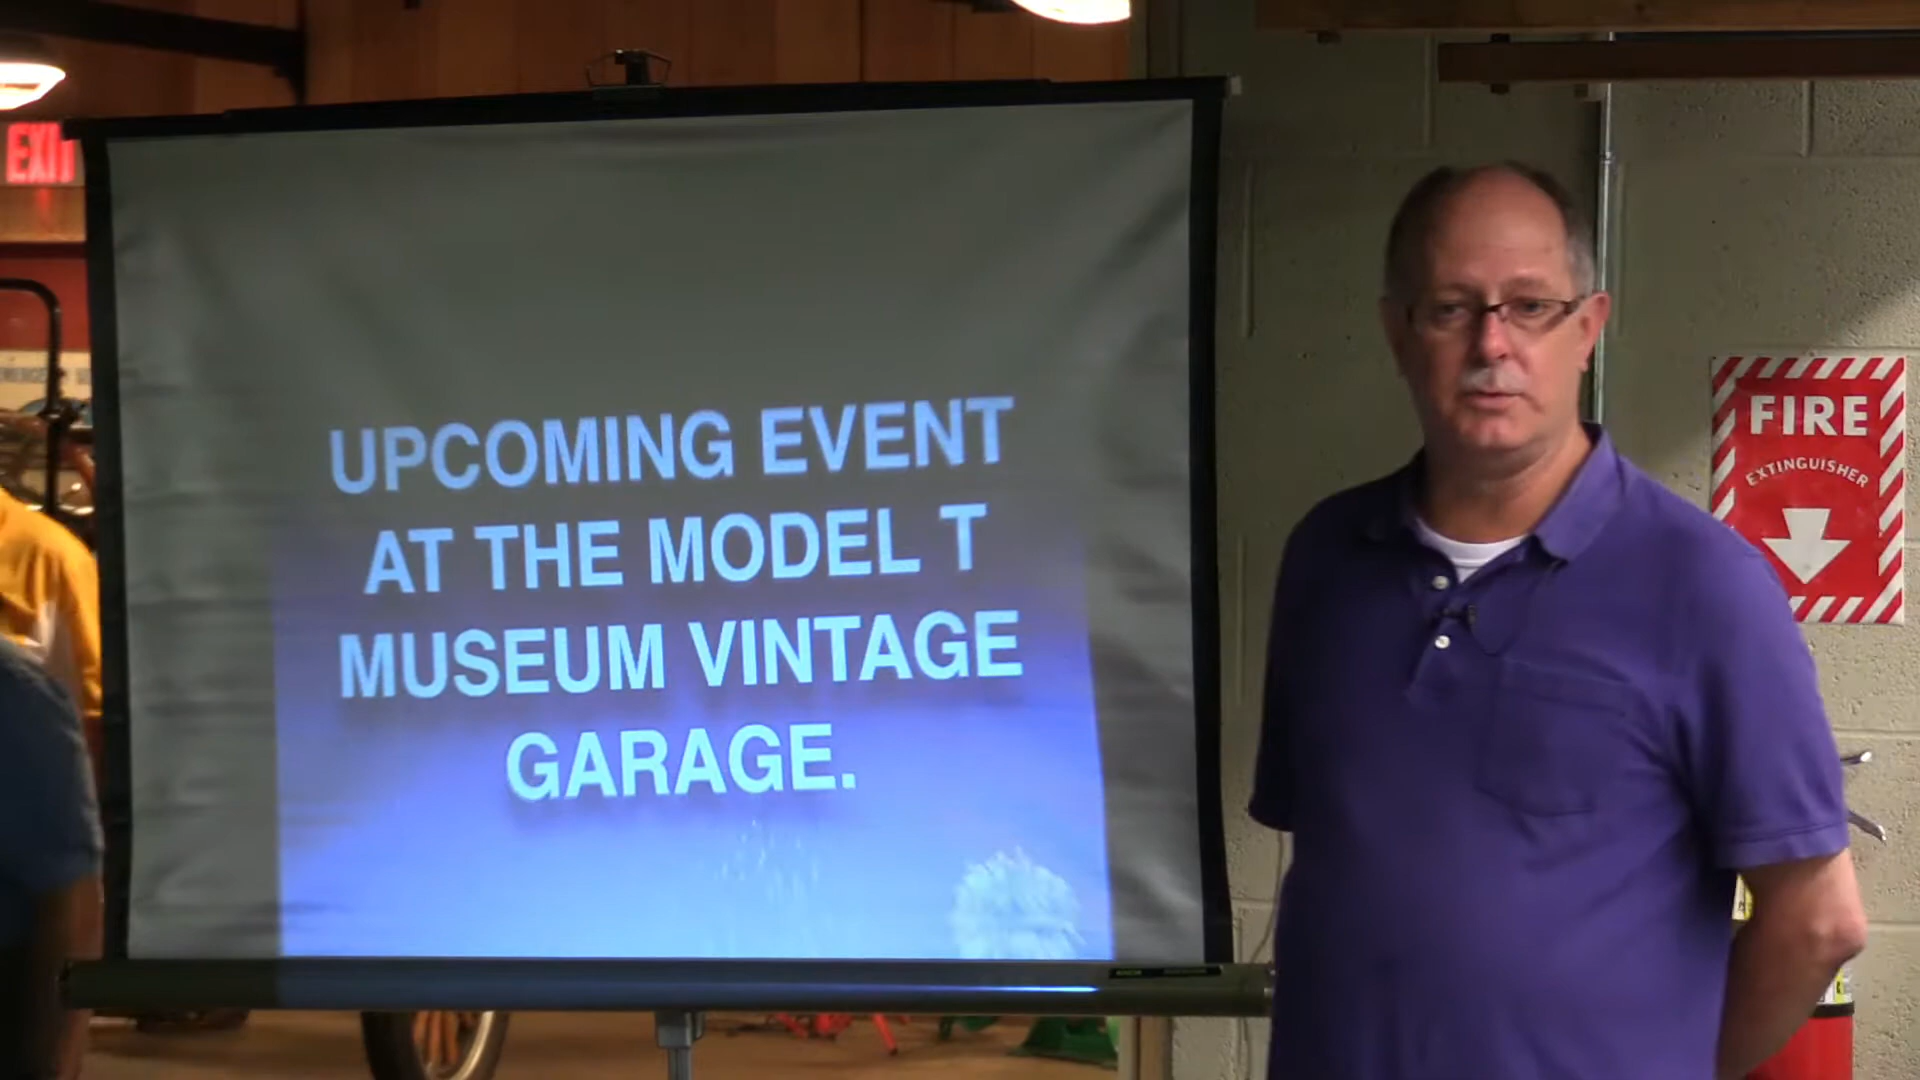 EXIT
UPCOMING EVENT
AT THE MODEL T
MUSEUM VINTAGE
GARAGE.
FIRE
EXTINGUISHER